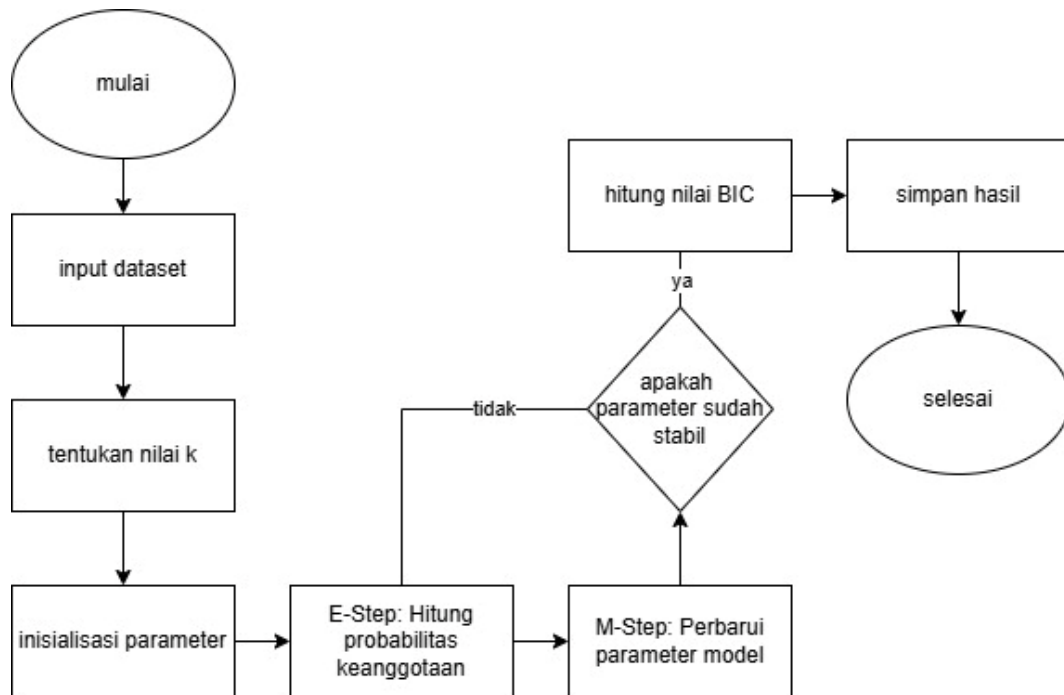 mulai
input dataset
tentukan nilai k
inisialisasi parameter
E-Step: Hitung
probabilitas
keanggotaan
M-Step: Perbarui
parameter model
apakah
parameter sudah
stabil
tidak
ya
hitung nilai BIC
simpan hasil
selesai